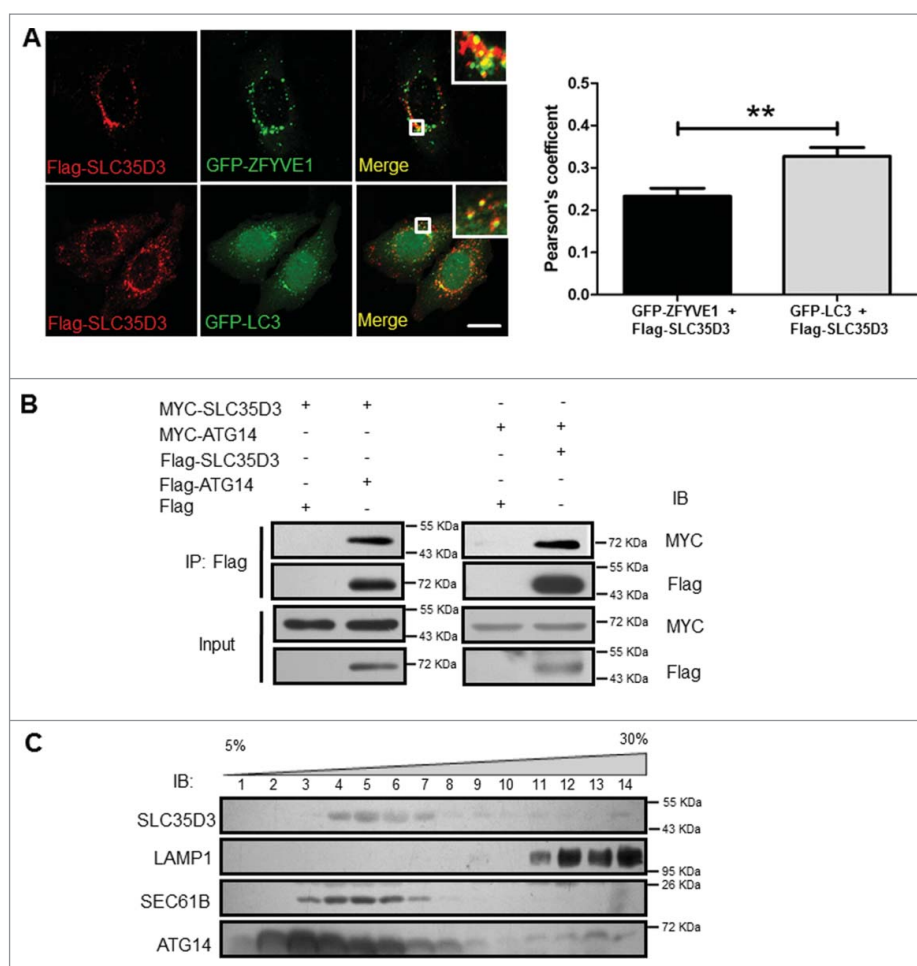 A
Flag-SLC35D3
GFP-ZFYVE1
Merge
Flag-SLC35D3
GFP-LC3
Merge
Pearson's coefficent
0.5
0.4
0.3
0.2
0.1
0.0
**
GFP-ZFYVE1 +
Flag-SLC35D3
GFP-LC3 +
Flag-SLC35D3
B
MYC-SLC35D3 + + - -
MYC-ATG14 - - + +
Flag-SLC35D3 - - - +
Flag-ATG14 - + - -
Flag + - + -
IB
IP: Flag
55 KDa
43 KDa
72 KDa
MYC
72 KDa
55 KDa
43 KDa
Flag
Input
55 KDa
43 KDa
72 KDa
MYC
72 KDa
55 KDa
43 KDa
Flag
C
5%
30%
IB: 1 2 3 4 5 6 7 8 9 10 11 12 13 14
SLC35D3
55 KDa
43 KDa
LAMP1
95 KDa
SEC61B
26 KDa
ATG14
72 KDa